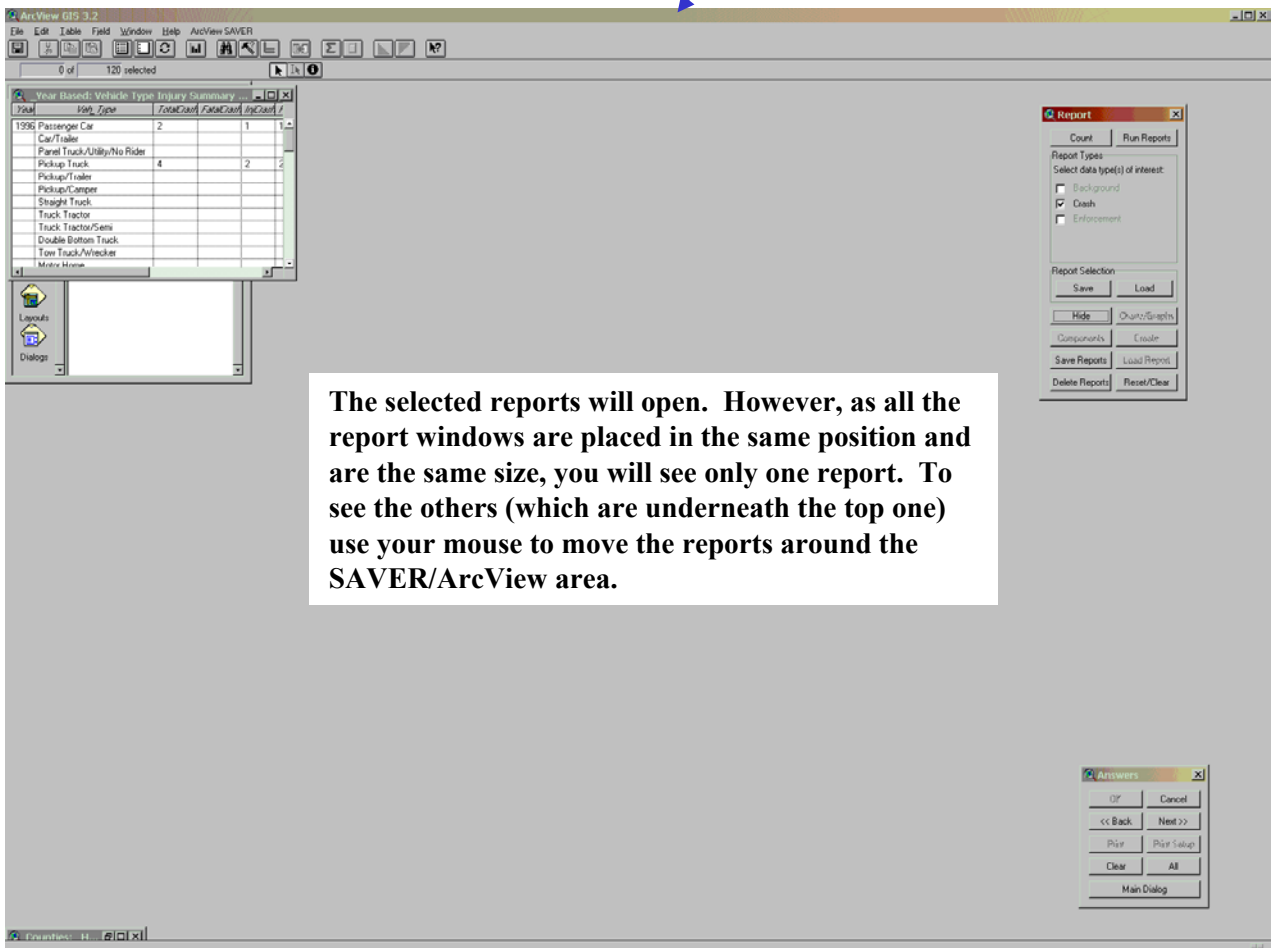 ArcView GIS 3.2
File Edit Table Field Window Help ArcView SAVER
0 of 120 selected
_Year Based: Vehicle Type Injury Summary ...
Year Veh_Type TotalCrash FatalCrash InjCrash
1996 Passenger Car 2 1 1
Car/Trailer
Panel Truck/Utility/No Rider
Pickup Truck 4 2 2
Pickup/Trailer
Pickup/Camper
Straight Truck
Truck Tractor
Truck Tractor/Semi
Double Bottom Truck
Tow Truck/Wrecker
Motor Home
Layouts
Dialogs
Report
Count Run Reports
Report Types
Select data type(s) of interest:
Background
Crash
Enforcement
Report Selection
Save Load
Hide Charts/Graphs
Components Create
Save Reports Load Report
Delete Reports Reset/Clear
The selected reports will open. However, as all the
report windows are placed in the same position and
are the same size, you will see only one report. To
see the others (which are underneath the top one)
use your mouse to move the reports around the
SAVER/ArcView area.
Answers
Cancel
<< Back Next >>
Print Print Setup
Clear All
Main Dialog
Counties: H...